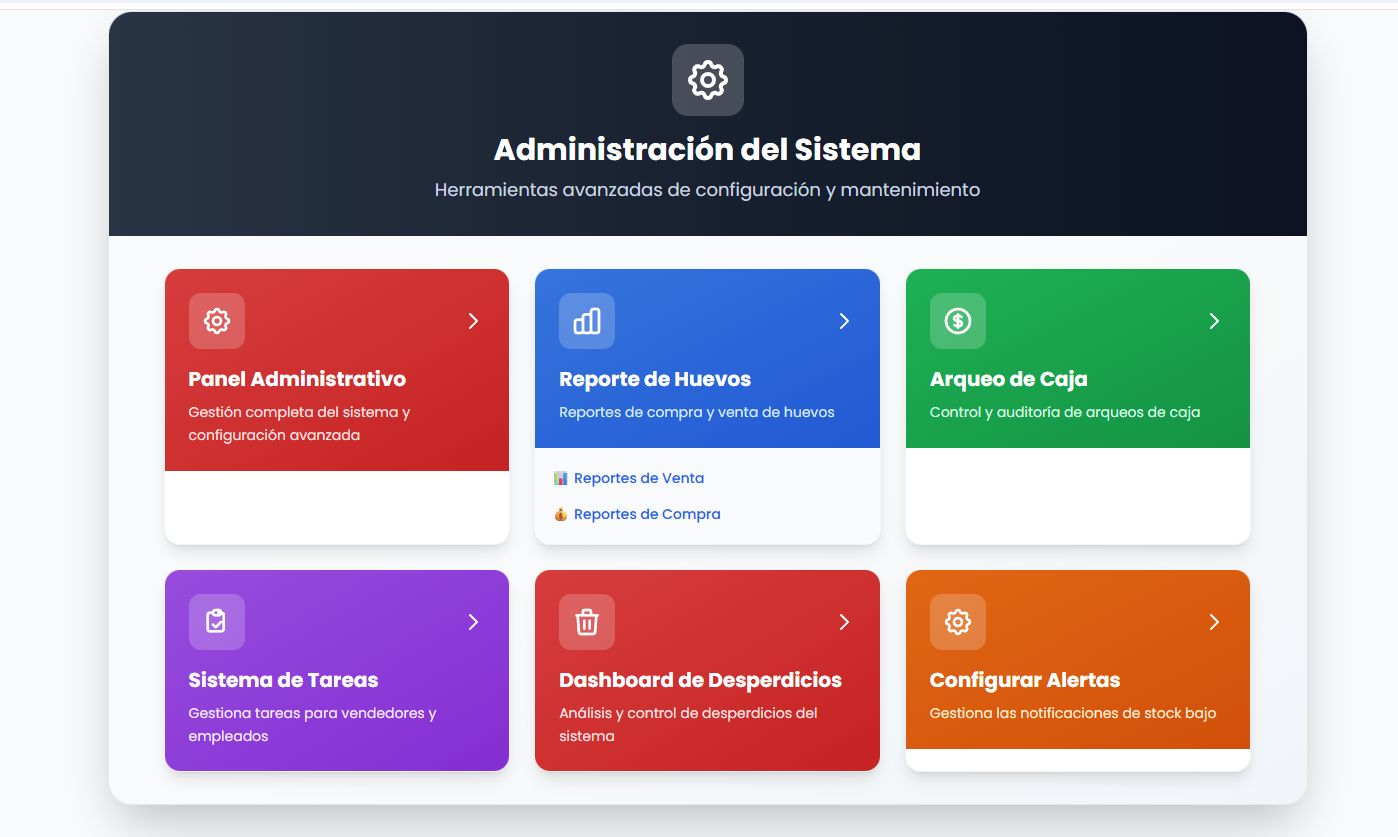 Administración del Sistema
Herramientas avanzadas de configuración y mantenimiento
Panel Administrativo
Gestión completa del sistema y
configuración avanzada
Reporte de Huevos
Reportes de compra y venta de huevos
Reportes de Venta
Reportes de Compra
Arqueo de Caja
Control y auditoría de arqueos de caja
Sistema de Tareas
Gestiona tareas para vendedores y
empleados
Dashboard de Desperdicios
Análisis y control de desperdicios del
sistema
Configurar Alertas
Gestiona las notificaciones de stock bajo